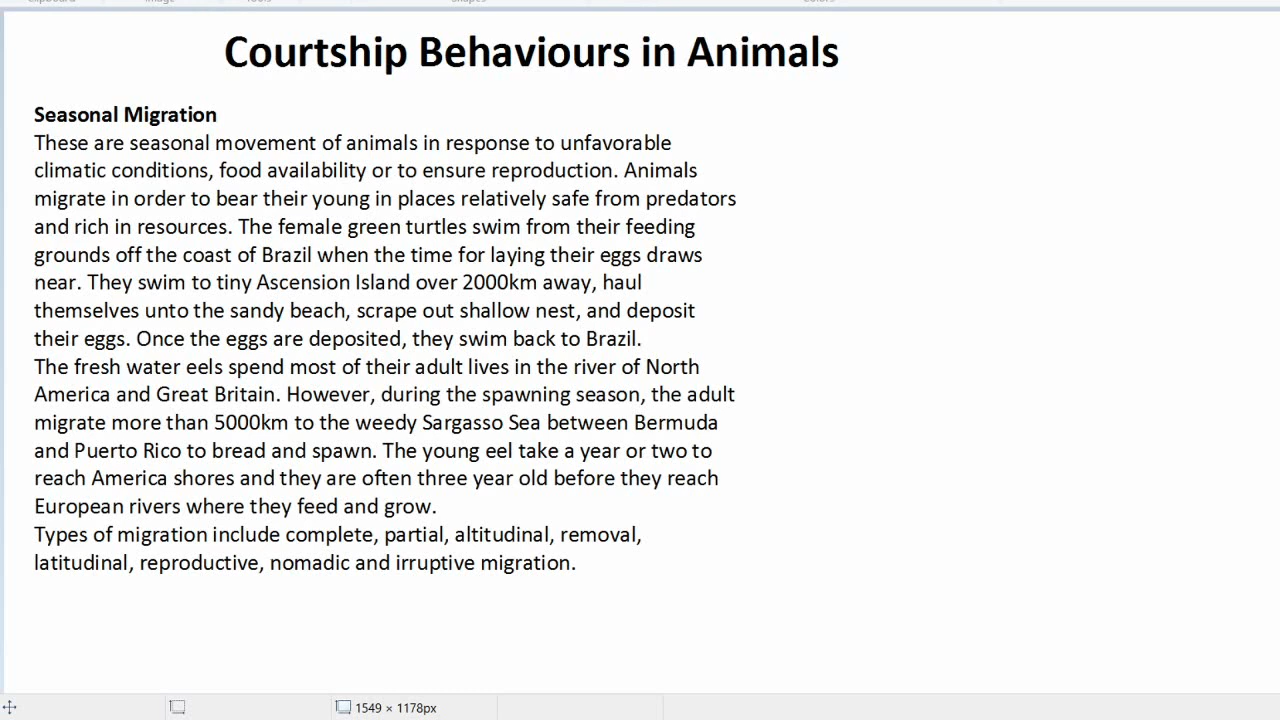 Courtship Behaviours in Animals
Seasonal Migration
These are seasonal movement of animals in response to unfavorable
climatic conditions, food availability or to ensure reproduction. Animals
migrate in order to bear their young in places relatively safe from predators
and rich in resources. The female green turtles swim from their feeding
grounds off the coast of Brazil when the time for laying their eggs draws
near. They swim to tiny Ascension Island over 2000km away, haul
themselves unto the sandy beach, scrape out shallow nest, and deposit
their eggs. Once the eggs are deposited, they swim back to Brazil.
The fresh water eels spend most of their adult lives in the river of North
America and Great Britain. However, during the spawning season, the adult
migrate more than 5000km to the weedy Sargasso Sea between Bermuda
and Puerto Rico to bread and spawn. The young eel take a year or two to
reach America shores and they are often three year old before they reach
European rivers where they feed and grow.
Types of migration include complete, partial, altitudinal, removal,
latitudinal, reproductive, nomadic and irruptive migration.
1549 × 1178px